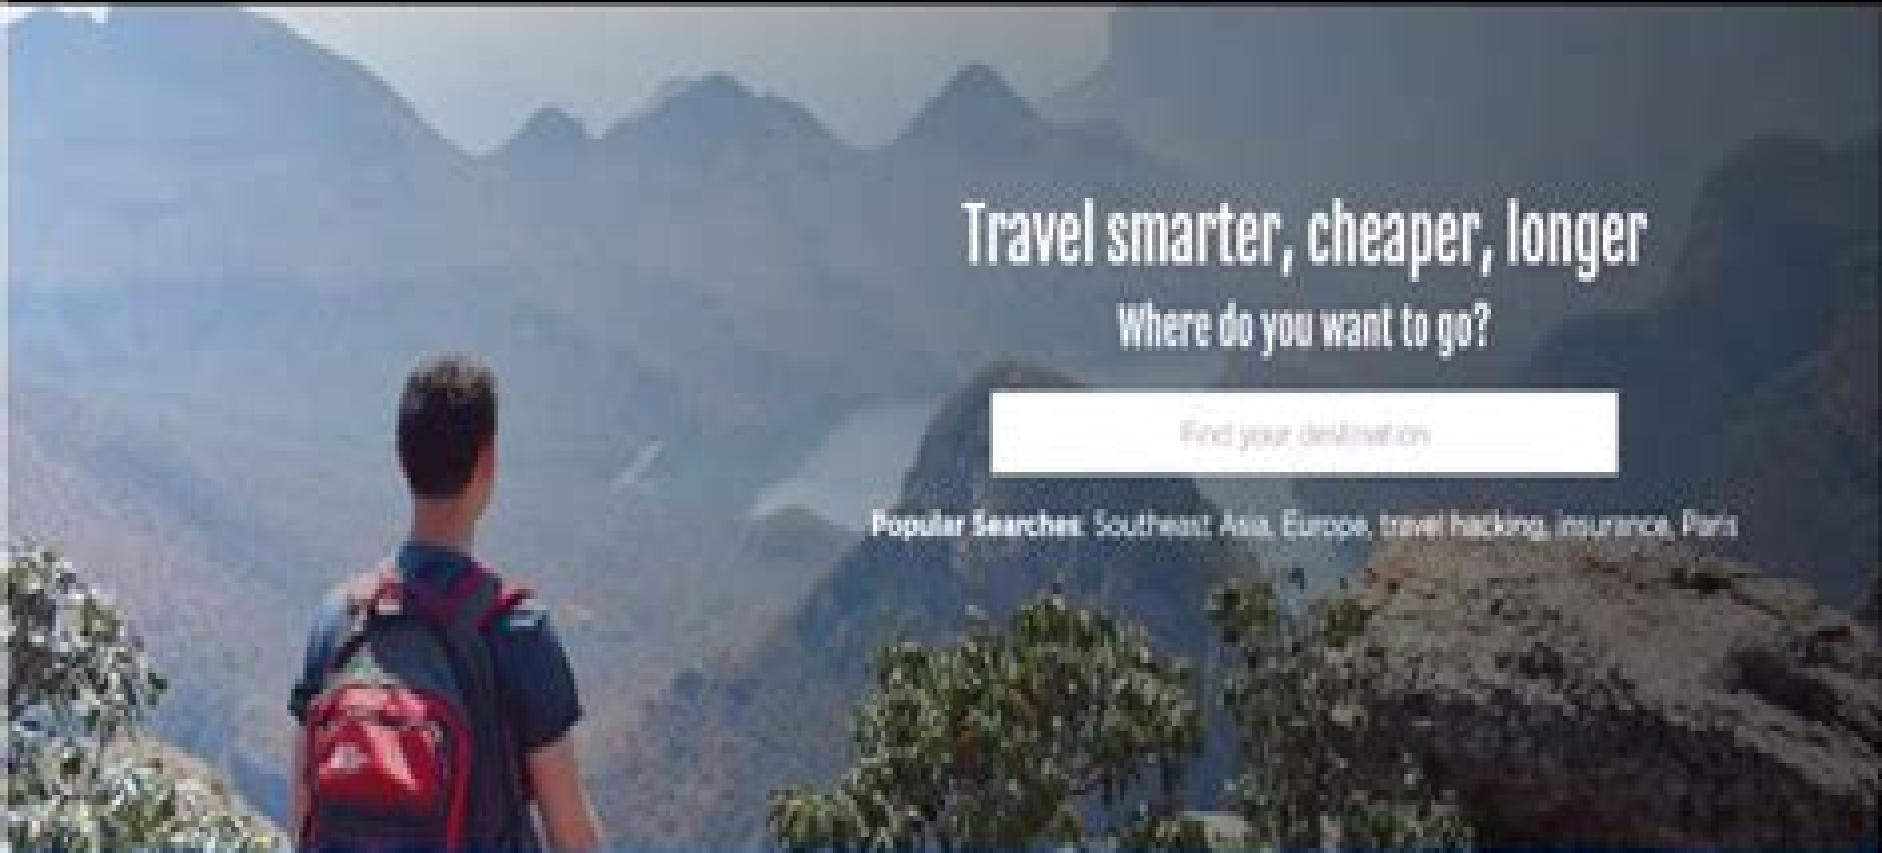 Travel smarter, cheaper, longer
Where do you want to go?
Find your destination
Popular Searches: Southeast Asia, Europe, travel hacking, insurance, Paris